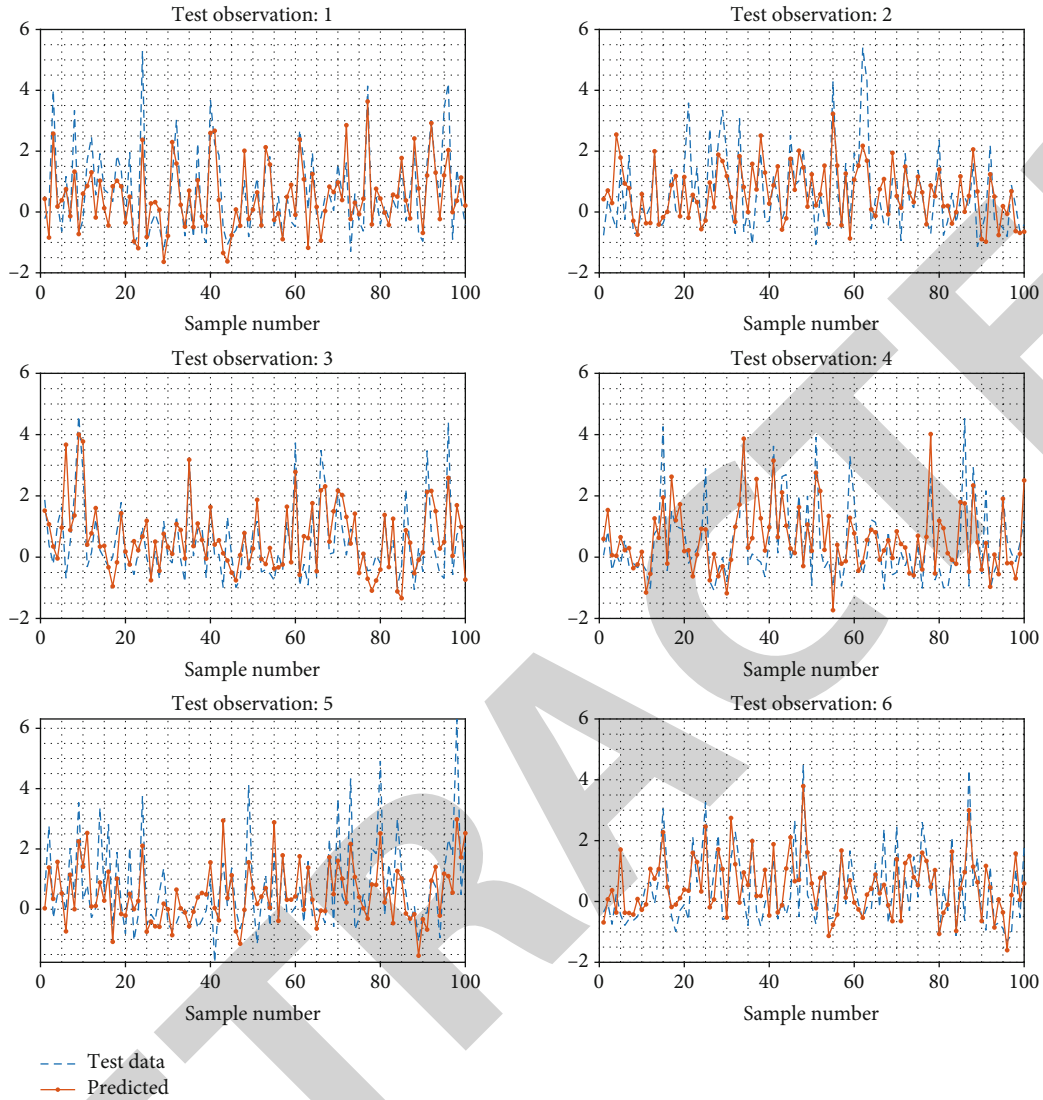 Test observation: 1
6
4
2
0
−2
0 20 40 60 80 100
Sample number
Test observation: 2
6
4
2
0
−2
0 20 40 60 80 100
Sample number
Test observation: 3
6
4
2
0
−2
0 20 40 60 80 100
Sample number
Test observation: 4
6
4
2
0
−2
0 20 40 60 80 100
Sample number
Test observation: 5
6
4
2
0
0 20 40 60 80 100
Sample number
Test observation: 6
6
4
2
0
−2
0 20 40 60 80 100
Sample number
Test data
Predicted
TRACTE